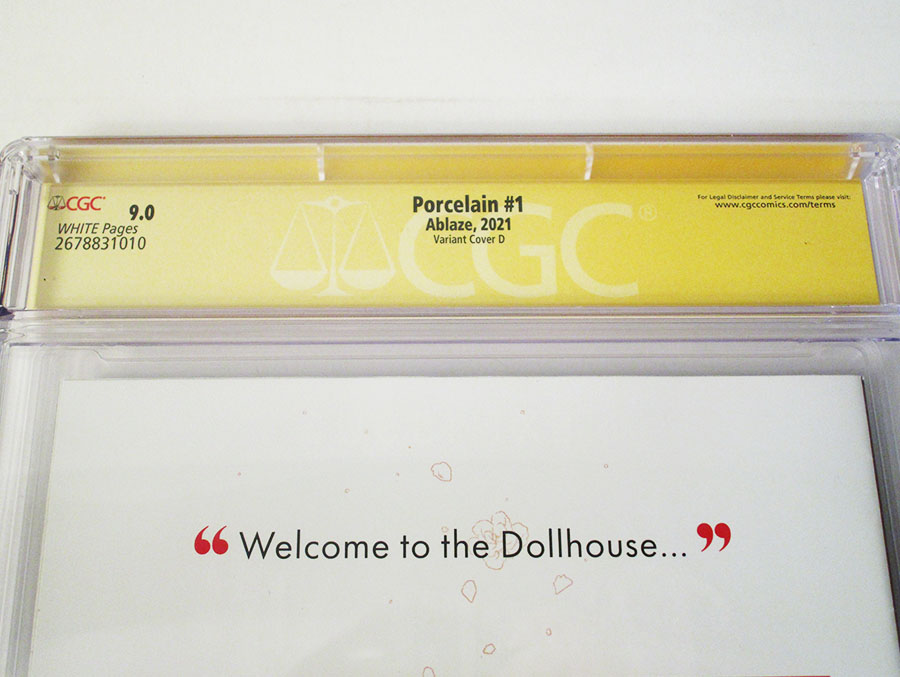 CGC
9.0
WHITE Pages
2678831010
Porcelain #1
Ablaze, 2021
Variant Cover D
For Legal Disclaimer and Service Terms please visit:
www.cgccomics.com/terms
CGC®
“ Welcome to the Dollhouse... ”